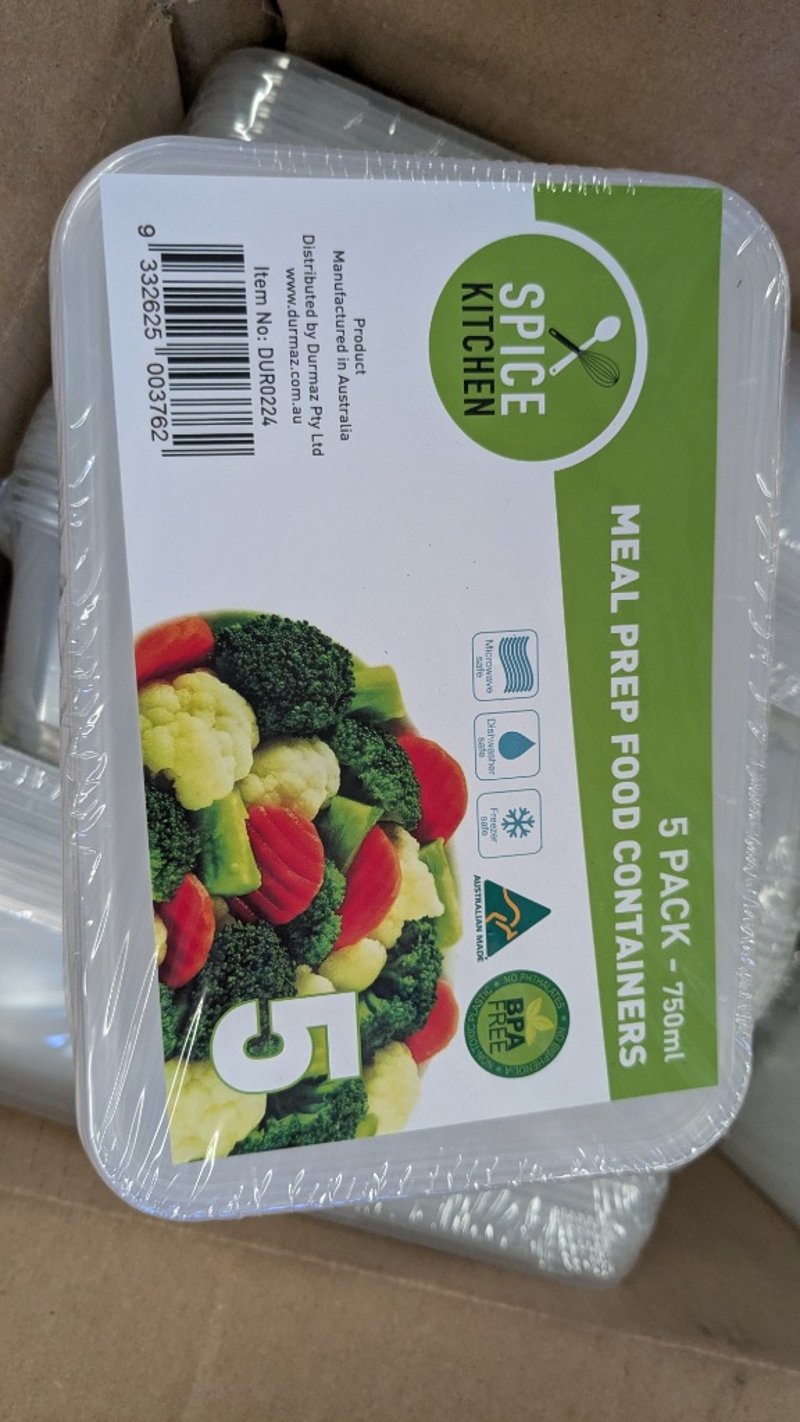 SPICE
KITCHEN
5 PACK - 750ml
MEAL PREP FOOD CONTAINERS
Microwave
safe
Dishwasher
safe
Freezer
safe
AUSTRALIAN MADE
NO PHTHALATES
BPA
FREE
5
Product
Manufactured in Australia
Distributed by Durmaz Pty Ltd
www.durmaz.com.au
Item No: DUR0224
9 332625 003762